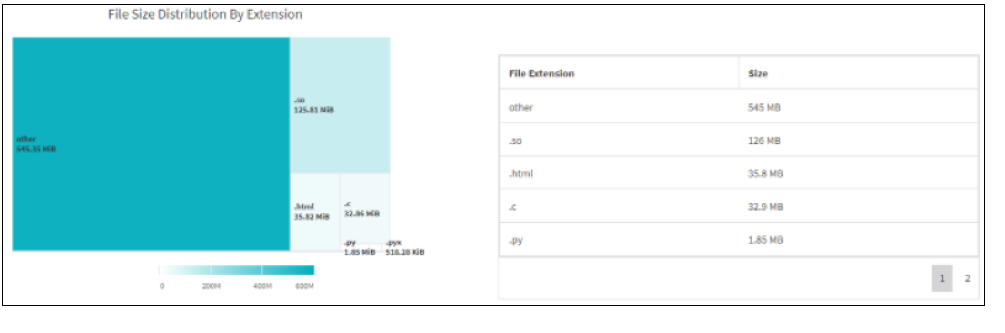 File Size Distribution By Extension
.so
125.81 MiB
other
545.35 MiB
.html
35.82 MiB
.c
32.86 MiB
.py
1.85 MiB
.pyx
518.28 KiB
0 200M 400M 600M
File Extension Size
other 545 MB
.so 126 MB
.html 35.8 MB
.c 32.9 MB
.py 1.85 MB
1 2